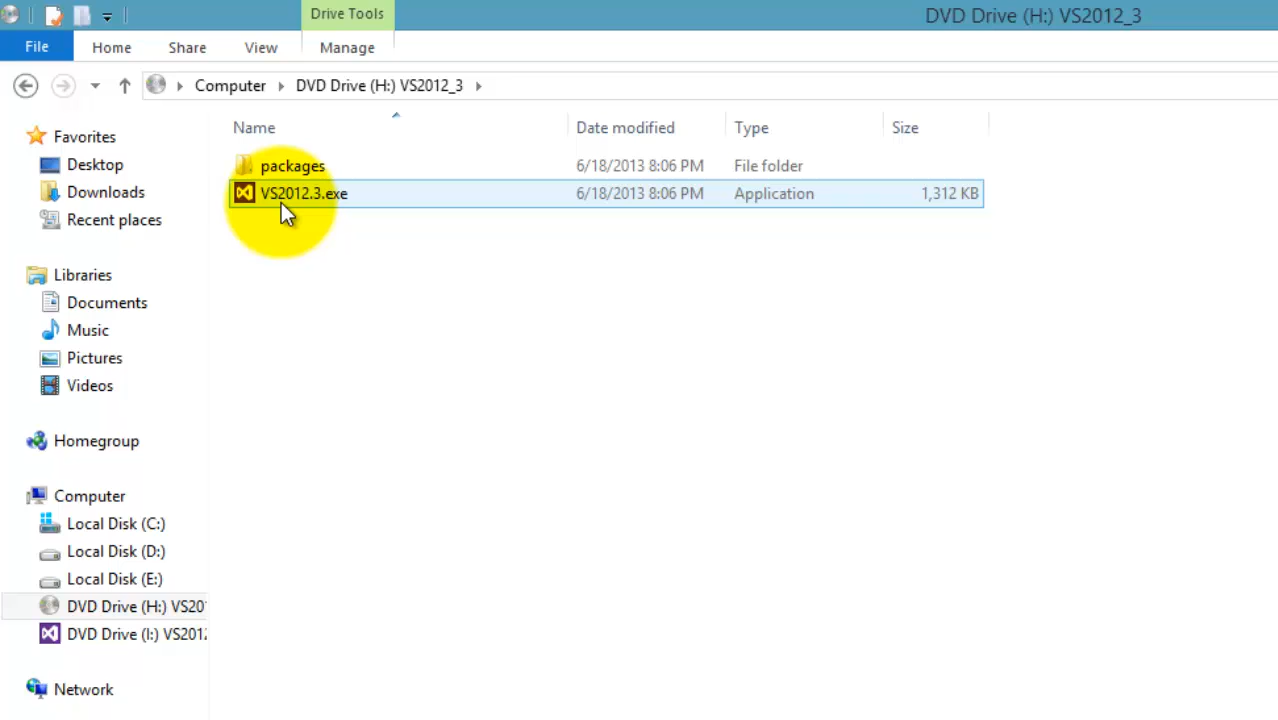 Drive Tools
DVD Drive (H:) VS2012_3
File Home Share View Manage
Computer DVD Drive (H:) VS2012_3
Name Date modified Type Size
packages 6/18/2013 8:06 PM File folder
VS2012.3.exe 6/18/2013 8:06 PM Application 1,312 KB
Favorites
Desktop
Downloads
Recent places
Libraries
Documents
Music
Pictures
Videos
Homegroup
Computer
Local Disk (C:)
Local Disk (D:)
Local Disk (E:)
DVD Drive (H:) VS20
DVD Drive (I:) VS2012
Network